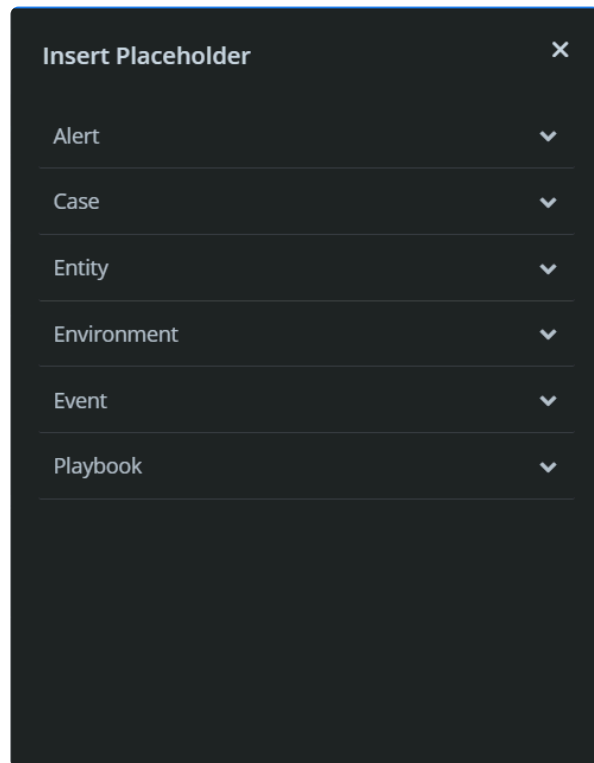 Insert Placeholder
Alert
Case
Entity
Environment
Event
Playbook